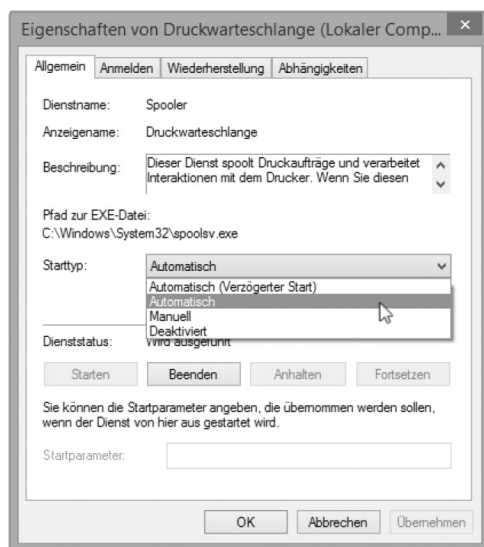 Eigenschaften von Druckwarteschlange (Lokaler Comp...
Allgemein Anmelden Wiederherstellung Abhängigkeiten
Dienstname: Spooler
Anzeigename: Druckwarteschlange
Beschreibung: Dieser Dienst spoolt Druckaufträge und verarbeitet
Interaktionen mit dem Drucker. Wenn Sie diesen
Pfad zur EXE-Datei:
C:\Windows\System32\spoolsv.exe
Starttyp: Automatisch
Automatisch (Verzögerter Start)
Automatisch
Manuell
Deaktiviert
Dienststatus: Wird ausgeführt
Starten Beenden Anhalten Fortsetzen
Sie können die Startparameter angeben, die übernommen werden sollen,
wenn der Dienst von hier aus gestartet wird.
Startparameter:
OK Abbrechen Übernehmen